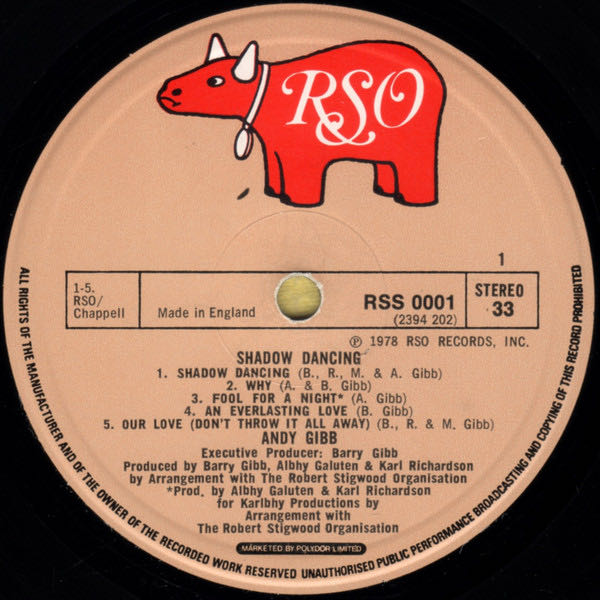 RSO
1
1-5.
RSO/
Chappell
Made in England
RSS 0001
(2394 202)
STEREO
33
℗ 1978 RSO RECORDS, INC.
SHADOW DANCING
1. SHADOW DANCING (B., R., M. & A. Gibb)
2. WHY (A. & B. Gibb)
3. FOOL FOR A NIGHT* (A. Gibb)
4. AN EVERLASTING LOVE (B. Gibb)
5. OUR LOVE (DON'T THROW IT ALL AWAY) (B., R. & M. Gibb)
ANDY GIBB
Executive Producer: Barry Gibb
Produced by Barry Gibb, Albhy Galuten & Karl Richardson
by Arrangement with The Robert Stigwood Organisation
*Prod. by Albhy Galuten & Karl Richardson
for Karlbhy Productions by
Arrangement with
The Robert Stigwood Organisation
MARKETED BY POLYDOR LIMITED
ALL RIGHTS OF THE MANUFACTURER AND OF THE OWNER OF THE RECORDED WORK RESERVED UNAUTHORISED PUBLIC PERFORMANCE BROADCASTING AND COPYING OF THIS RECORD PROHIBITED